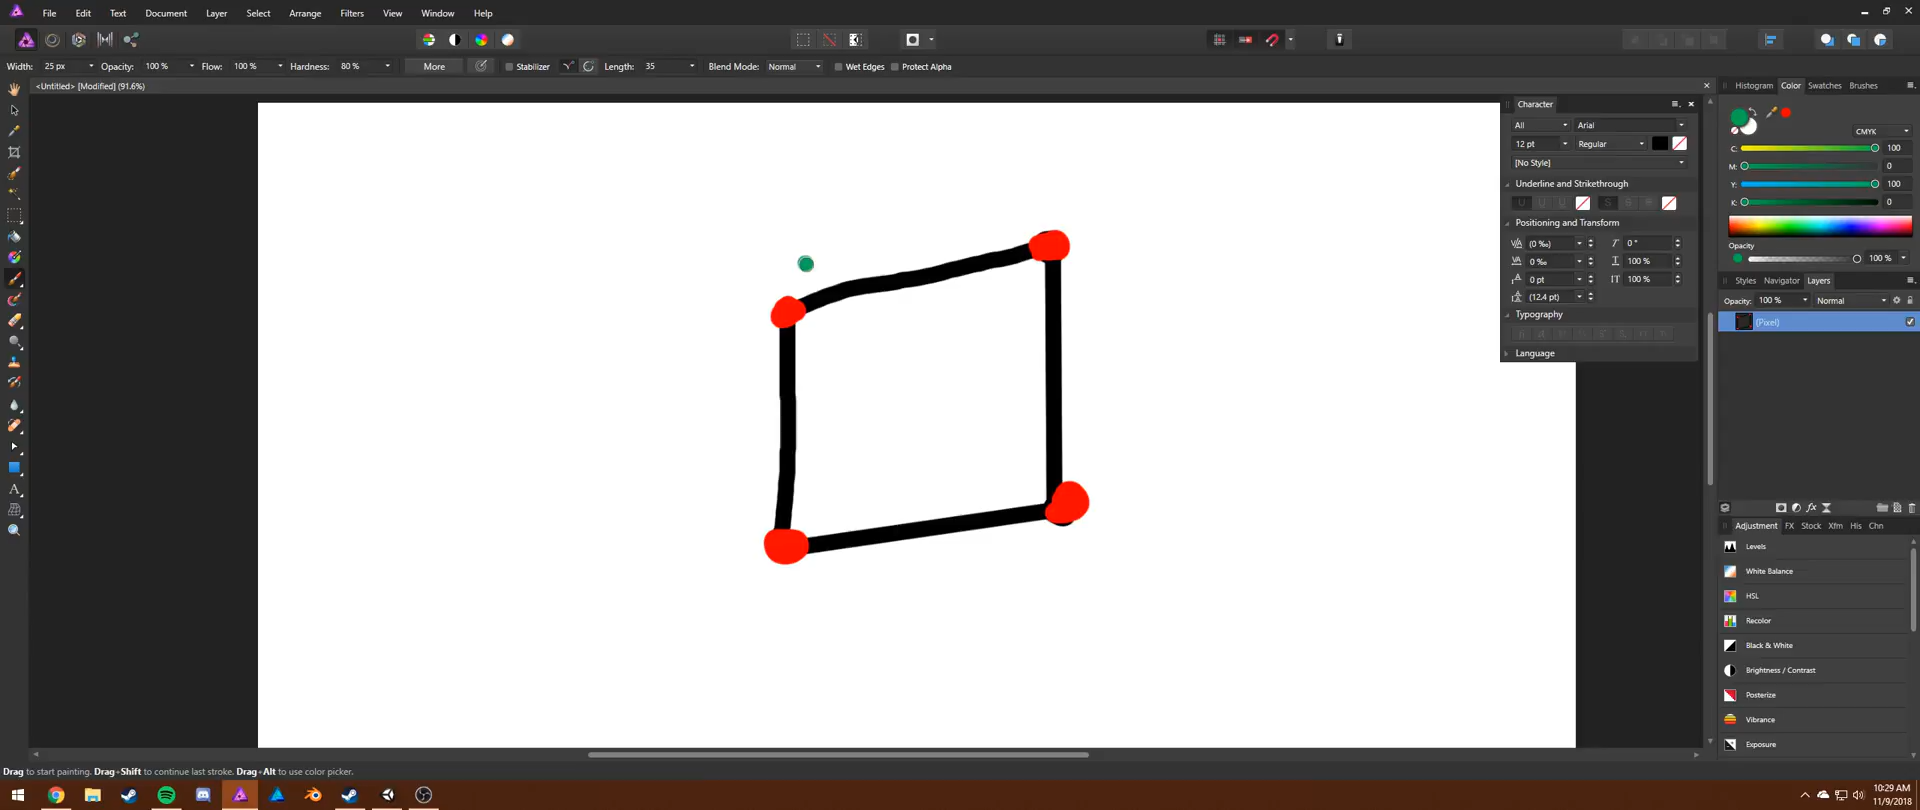 File Edit Text Document Layer Select Arrange Filters View Window Help
Width: 25 px Opacity: 100 % Flow: 100 % Hardness: 80 % More Stabilizer Length: 35 Blend Mode: Normal Wet Edges Protect Alpha
<Untitled> [Modified] (91.6%)
Histogram Color Swatches Brushes
Character
All Arial
12 pt Regular
[No Style]
Underline and Strikethrough
Positioning and Transform
(0 ‰) 0 °
0 ‰ 100 %
0 pt 100 %
(12.4 pt)
Typography
Language
CMYK
C: 100
M: 0
Y: 100
K: 0
Opacity
100 %
Styles Navigator Layers
Opacity: 100 % Normal
(Pixel)
Adjustment FX Stock Xfm His Chn
Levels
White Balance
HSL
Recolor
Black & White
Brightness / Contrast
Posterize
Vibrance
Exposure
Drag to start painting. Drag+Shift to continue last stroke. Drag+Alt to use color picker.
10:29 AM
11/9/2018